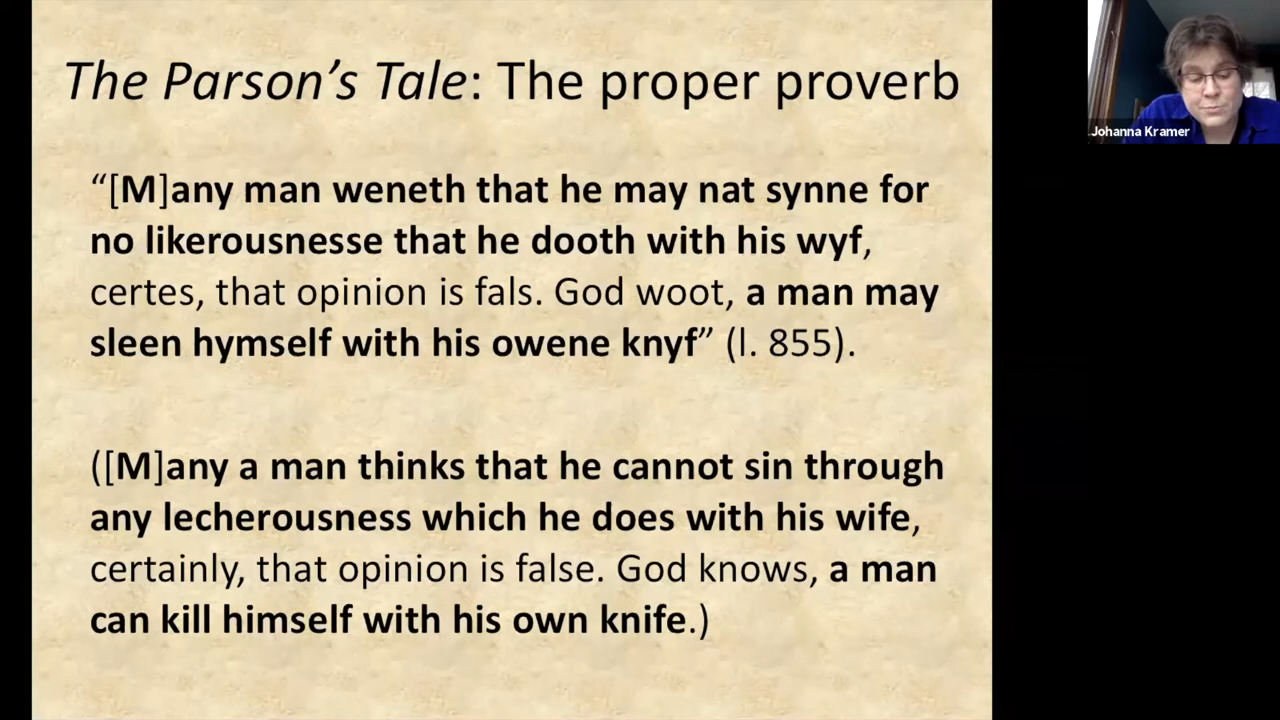 The Parson’s Tale: The proper proverb
Johanna Kramer
“[M]any man weneth that he may nat synne for
no likerousnesse that he dooth with his wyf,
certes, that opinion is fals. God woot, a man may
sleen hymself with his owene knyf” (l. 855).
([M]any a man thinks that he cannot sin through
any lecherousness which he does with his wife,
certainly, that opinion is false. God knows, a man
can kill himself with his own knife.)